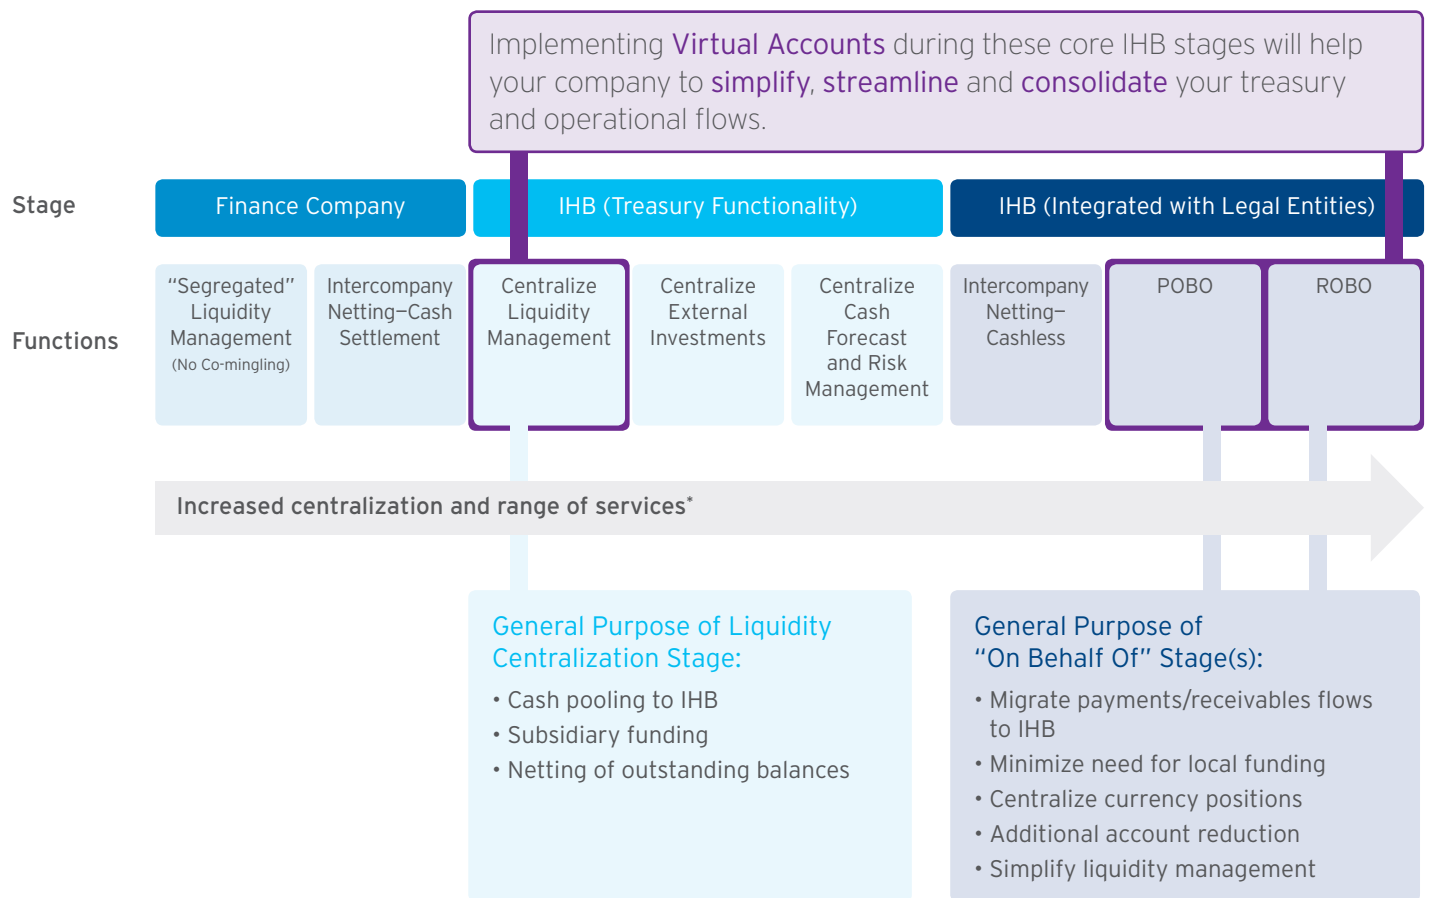 Implementing Virtual Accounts during these core IHB stages will help
your company to simplify, streamline and consolidate your treasury
and operational flows.
Stage
Finance Company
IHB (Treasury Functionality)
IHB (Integrated with Legal Entities)
Functions
“Segregated”
Liquidity
Management
(No Co-mingling)
Intercompany
Netting—Cash
Settlement
Centralize
Liquidity
Management
Centralize
External
Investments
Centralize
Cash
Forecast
and Risk
Management
Intercompany
Netting—
Cashless
POBO
ROBO
Increased centralization and range of services*
General Purpose of Liquidity
Centralization Stage:
• Cash pooling to IHB
• Subsidiary funding
• Netting of outstanding balances
General Purpose of
“On Behalf Of” Stage(s):
• Migrate payments/receivables flows
to IHB
• Minimize need for local funding
• Centralize currency positions
• Additional account reduction
• Simplify liquidity management